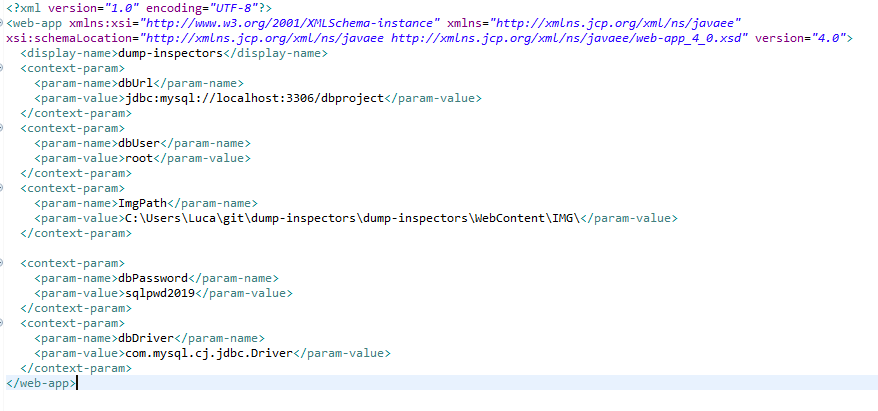 <?xml version="1.0" encoding="UTF-8"?>
<web-app xmlns:xsi="http://www.w3.org/2001/XMLSchema-instance" xmlns="http://xmlns.jcp.org/xml/ns/javaee"
xsi:schemaLocation="http://xmlns.jcp.org/xml/ns/javaee http://xmlns.jcp.org/xml/ns/javaee/web-app_4_0.xsd" version="4.0">
  <display-name>dump-inspectors</display-name>
  <context-param>
    <param-name>dbUrl</param-name>
    <param-value>jdbc:mysql://localhost:3306/dbproject</param-value>
  </context-param>
  <context-param>
    <param-name>dbUser</param-name>
    <param-value>root</param-value>
  </context-param>
  <context-param>
    <param-name>ImgPath</param-name>
    <param-value>C:\Users\Luca\git\dump-inspectors\dump-inspectors\WebContent\IMG\</param-value>
  </context-param>

  <context-param>
    <param-name>dbPassword</param-name>
    <param-value>sqlpwd2019</param-value>
  </context-param>
  <context-param>
    <param-name>dbDriver</param-name>
    <param-value>com.mysql.cj.jdbc.Driver</param-value>
  </context-param>
</web-app>